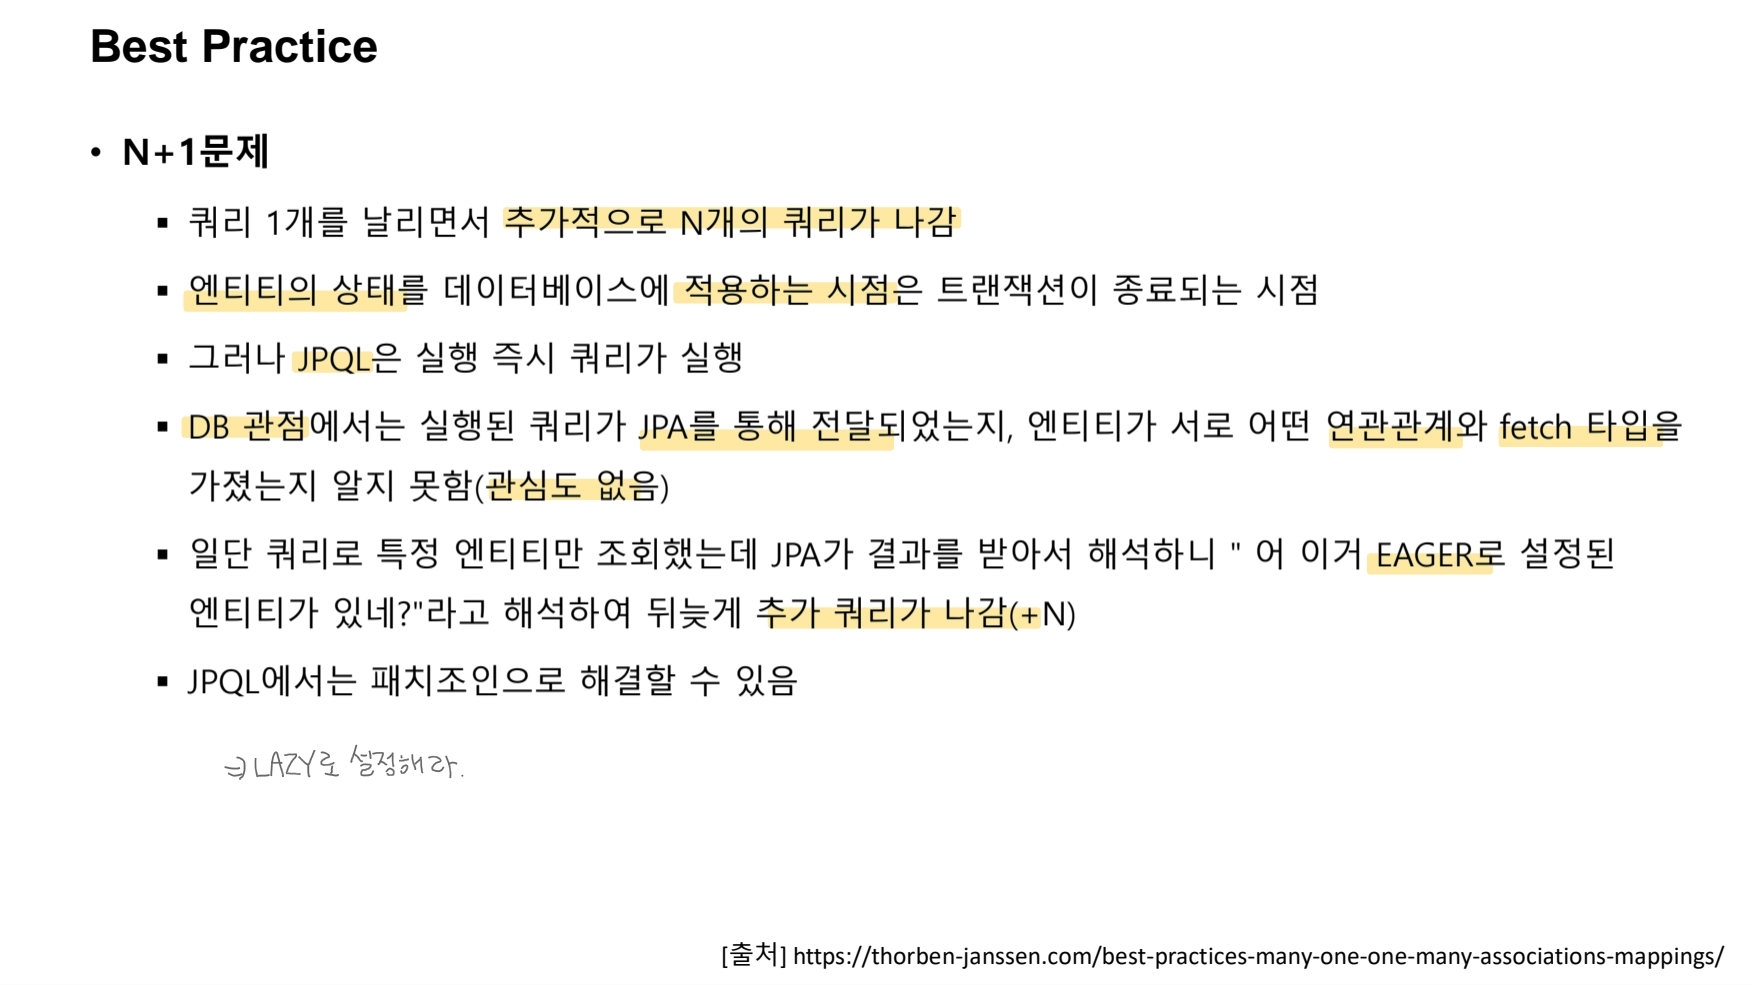 Best Practice
• N+1문제
▪ 쿼리 1개를 날리면서 추가적으로 N개의 쿼리가 나감
▪ 엔티티의 상태를 데이터베이스에 적용하는 시점은 트랜잭션이 종료되는 시점
▪ 그러나 JPQL은 실행 즉시 쿼리가 실행
▪ DB 관점에서는 실행된 쿼리가 JPA를 통해 전달되었는지, 엔티티가 서로 어떤 연관관계와 fetch 타입을
가졌는지 알지 못함(관심도 없음)
▪ 일단 쿼리로 특정 엔티티만 조회했는데 JPA가 결과를 받아서 해석하니 " 어 이거 EAGER로 설정된
엔티티가 있네?"라고 해석하여 뒤늦게 추가 쿼리가 나감(+N)
▪ JPQL에서는 패치조인으로 해결할 수 있음
⇒ LAZY로 설정해라.
[출처] https://thorben-janssen.com/best-practices-many-one-one-many-associations-mappings/